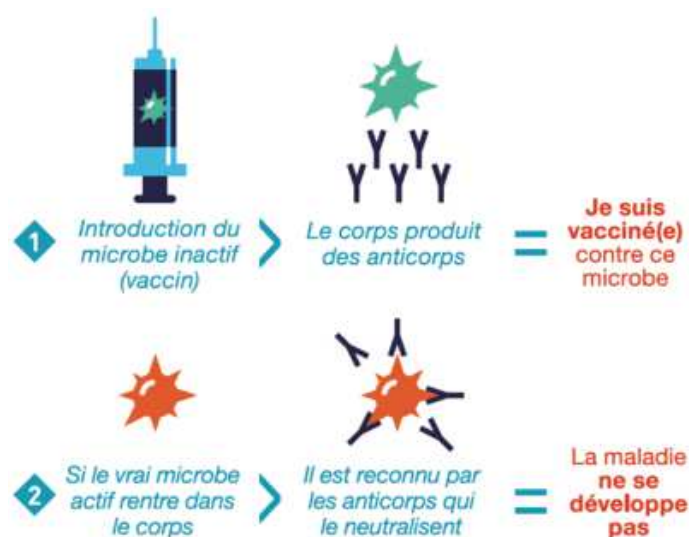 1
Introduction du
microbe inactif
(vaccin)
>
Le corps produit
des anticorps
=
Je suis
vacciné(e)
contre ce
microbe
2
Si le vrai microbe
actif rentre dans
le corps
>
Il est reconnu par
les anticorps qui
le neutralisent
=
La maladie
ne se
développe
pas